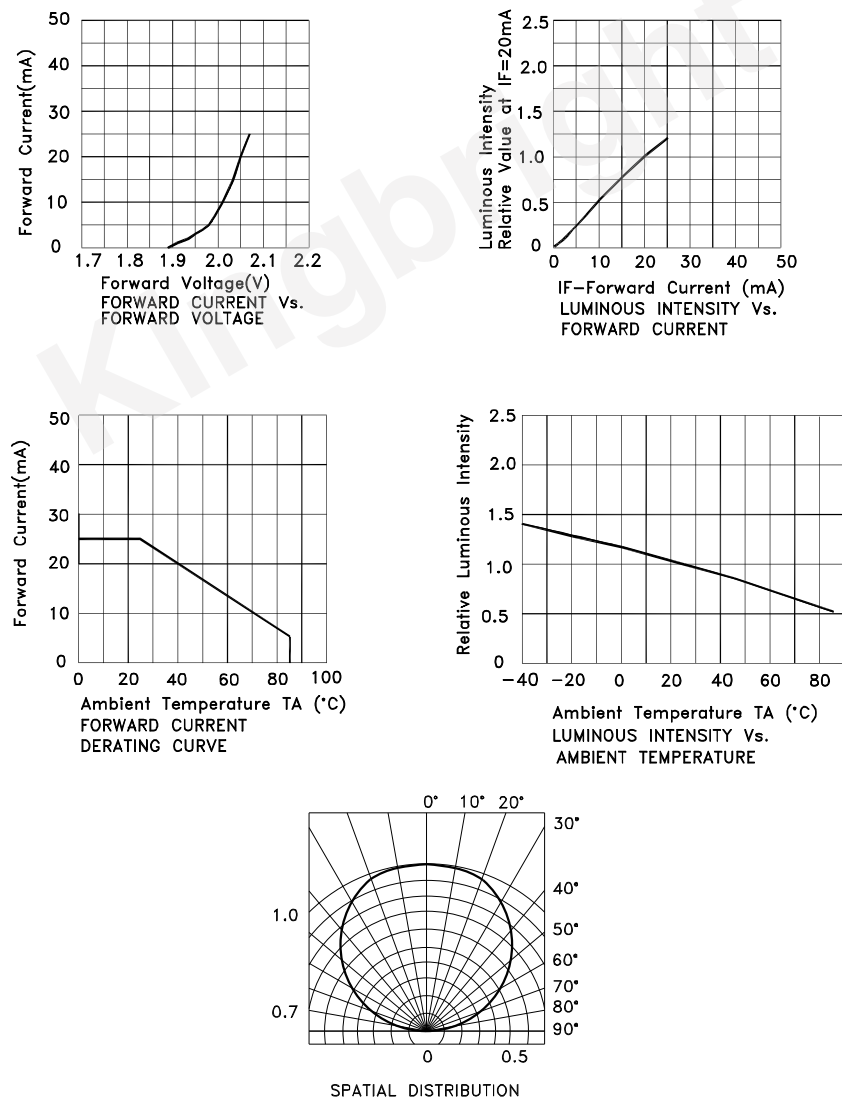 Kingbright
50
40
30
20
10
0
Forward Current(mA)
1.7 1.8 1.9 2.0 2.1 2.2
Forward Voltage(V)
FORWARD CURRENT Vs.
FORWARD VOLTAGE
2.5
2.0
1.5
1.0
0.5
0
Luminous Intensity
Relative Value at IF=20mA
0 10 20 30 40 50
IF-Forward Current (mA)
LUMINOUS INTENSITY Vs.
FORWARD CURRENT
50
40
30
20
10
0
Forward Current(mA)
0 20 40 60 80 100
Ambient Temperature TA (°C)
FORWARD CURRENT
DERATING CURVE
2.5
2.0
1.5
1.0
0.5
0
Relative Luminous Intensity
-40 -20 0 20 40 60 80
Ambient Temperature TA (°C)
LUMINOUS INTENSITY Vs.
AMBIENT TEMPERATURE
0° 10° 20°
30°
40°
50°
60°
70°
80°
90°
1.0
0.7
0 0.5
SPATIAL DISTRIBUTION